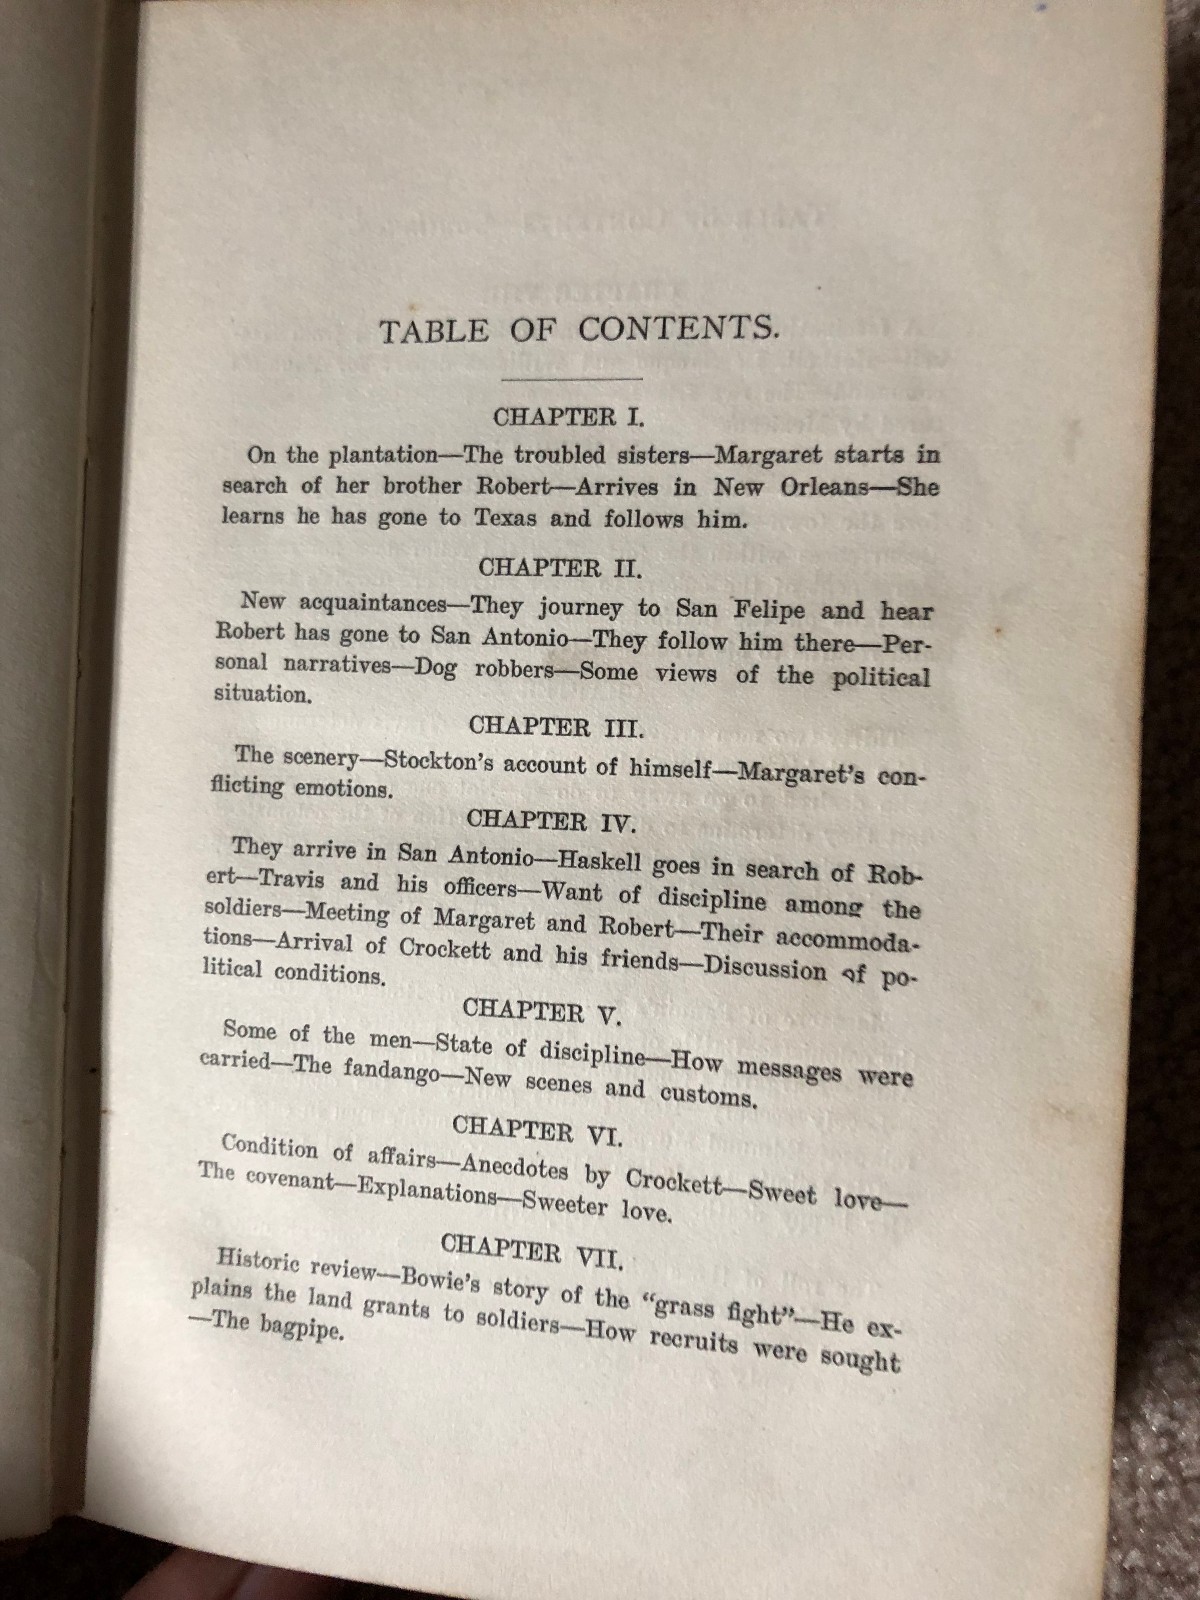 TABLE OF CONTENTS.
CHAPTER I.
On the plantation—The troubled sisters—Margaret starts in
search of her brother Robert—Arrives in New Orleans—She
learns he has gone to Texas and follows him.
CHAPTER II.
New acquaintances—They journey to San Felipe and hear
Robert has gone to San Antonio—They follow him there—Per-
sonal narratives—Dog robbers—Some views of the political
situation.
CHAPTER III.
The scenery—Stockton's account of himself—Margaret's con-
flicting emotions.
CHAPTER IV.
They arrive in San Antonio—Haskell goes in search of Rob-
ert—Travis and his officers—Want of discipline among the
soldiers—Meeting of Margaret and Robert—Their accommoda-
tions—Arrival of Crockett and his friends—Discussion of po-
litical conditions.
CHAPTER V.
Some of the men—State of discipline—How messages were
carried—The fandango—New scenes and customs.
CHAPTER VI.
Condition of affairs—Anecdotes by Crockett—Sweet love—
The covenant—Explanations—Sweeter love.
CHAPTER VII.
Historic review—Bowie's story of the "grass fight"—He ex-
plains the land grants to soldiers—How recruits were sought
—The bagpipe.